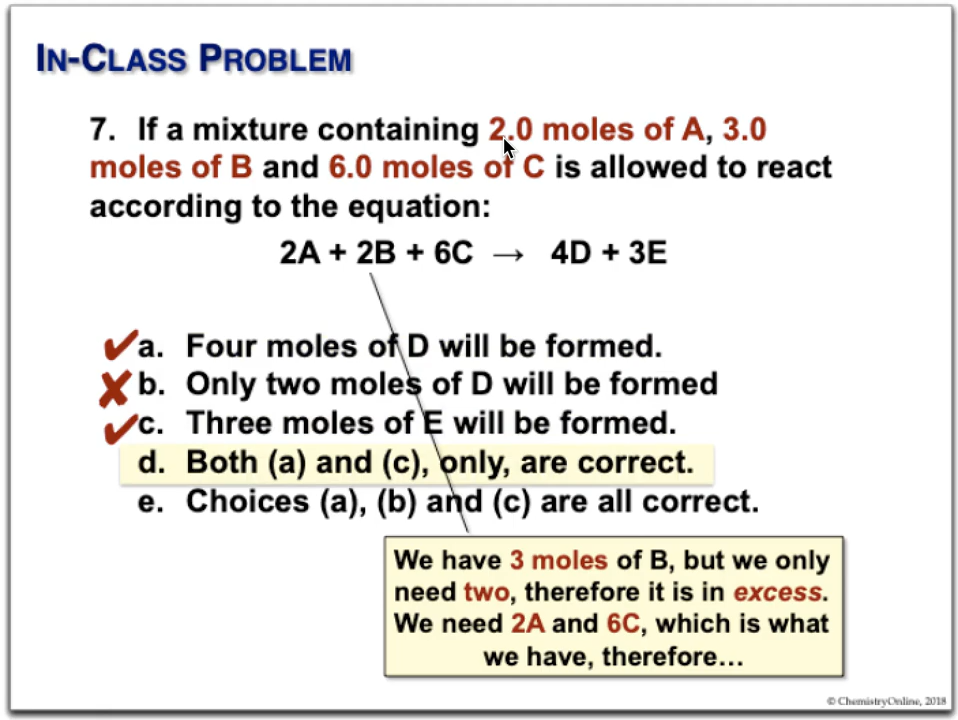 IN-CLASS PROBLEM
7. If a mixture containing 2.0 moles of A, 3.0
moles of B and 6.0 moles of C is allowed to react
according to the equation:
2A + 2B + 6C → 4D + 3E
✔a. Four moles of D will be formed.
✘b. Only two moles of D will be formed
✔c. Three moles of E will be formed.
d. Both (a) and (c), only, are correct.
e. Choices (a), (b) and (c) are all correct.
We have 3 moles of B, but we only
need two, therefore it is in excess.
We need 2A and 6C, which is what
we have, therefore…
© ChemistryOnline, 2018